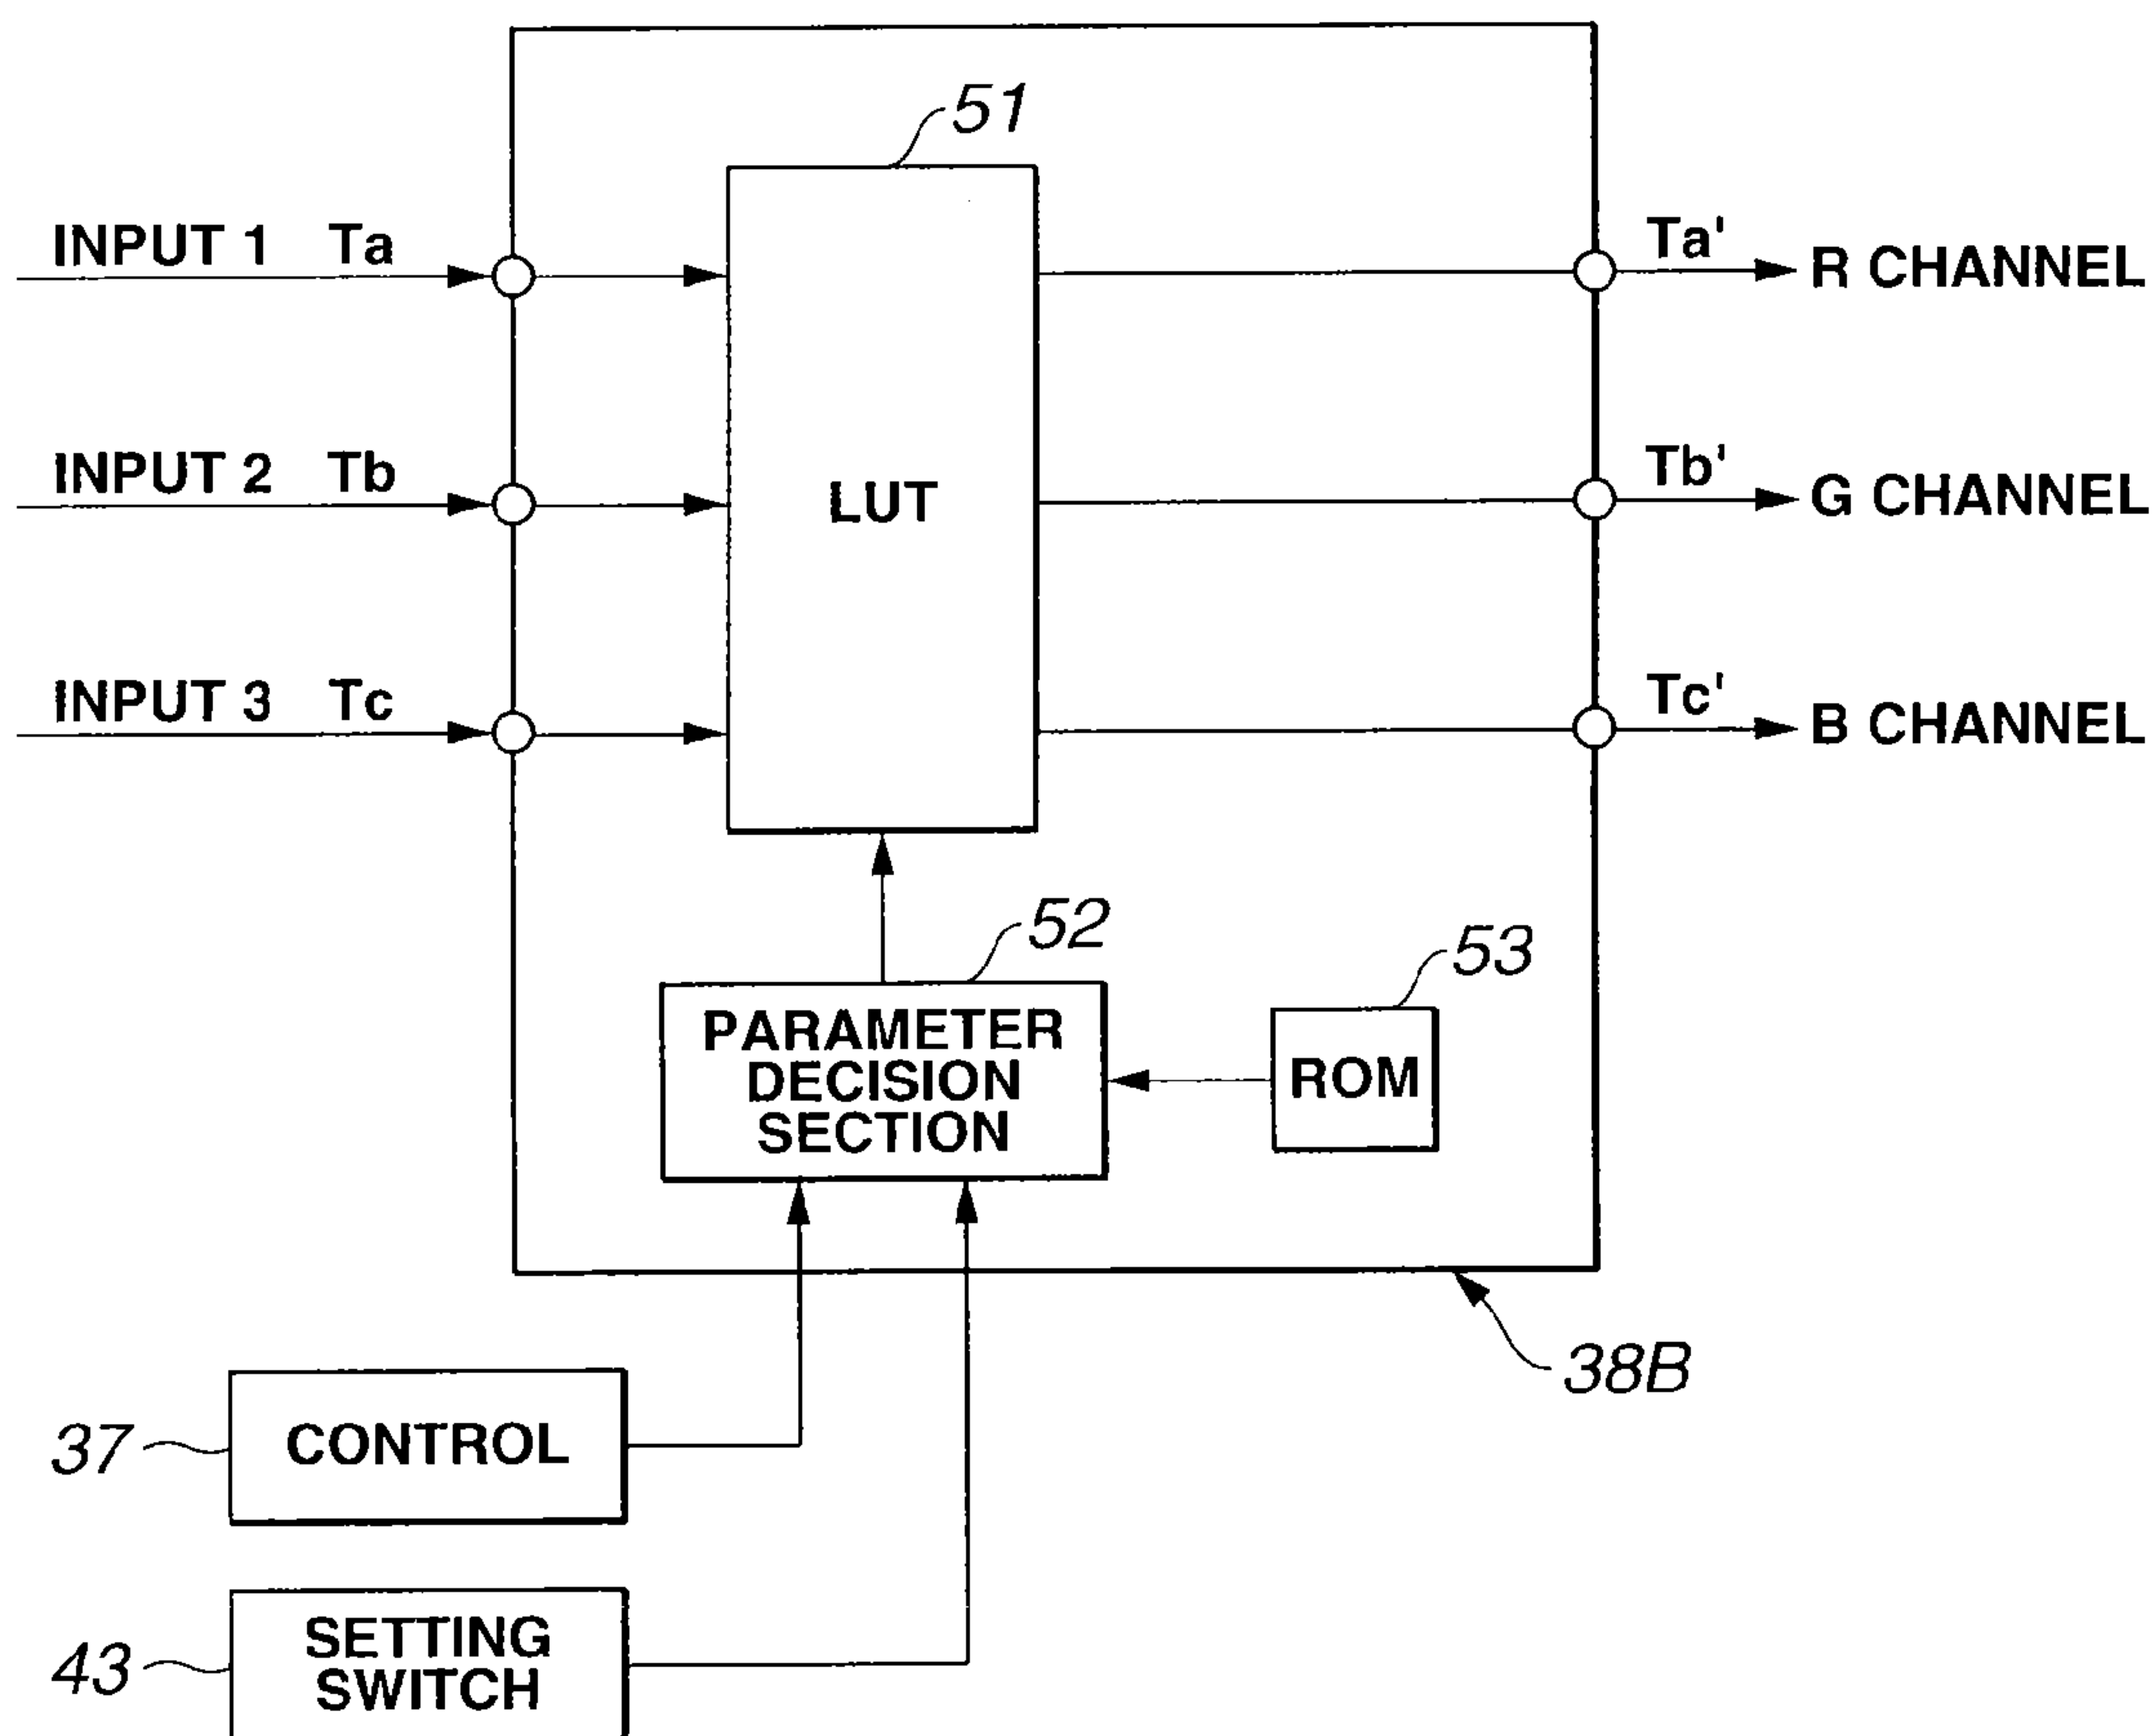 51
INPUT 1 Ta
Ta'
R CHANNEL
INPUT 2 Tb
LUT
Tb'
G CHANNEL
INPUT 3 Tc
Tc'
B CHANNEL
52
53
PARAMETER
DECISION
SECTION
ROM
38B
37
CONTROL
43
SETTING
SWITCH